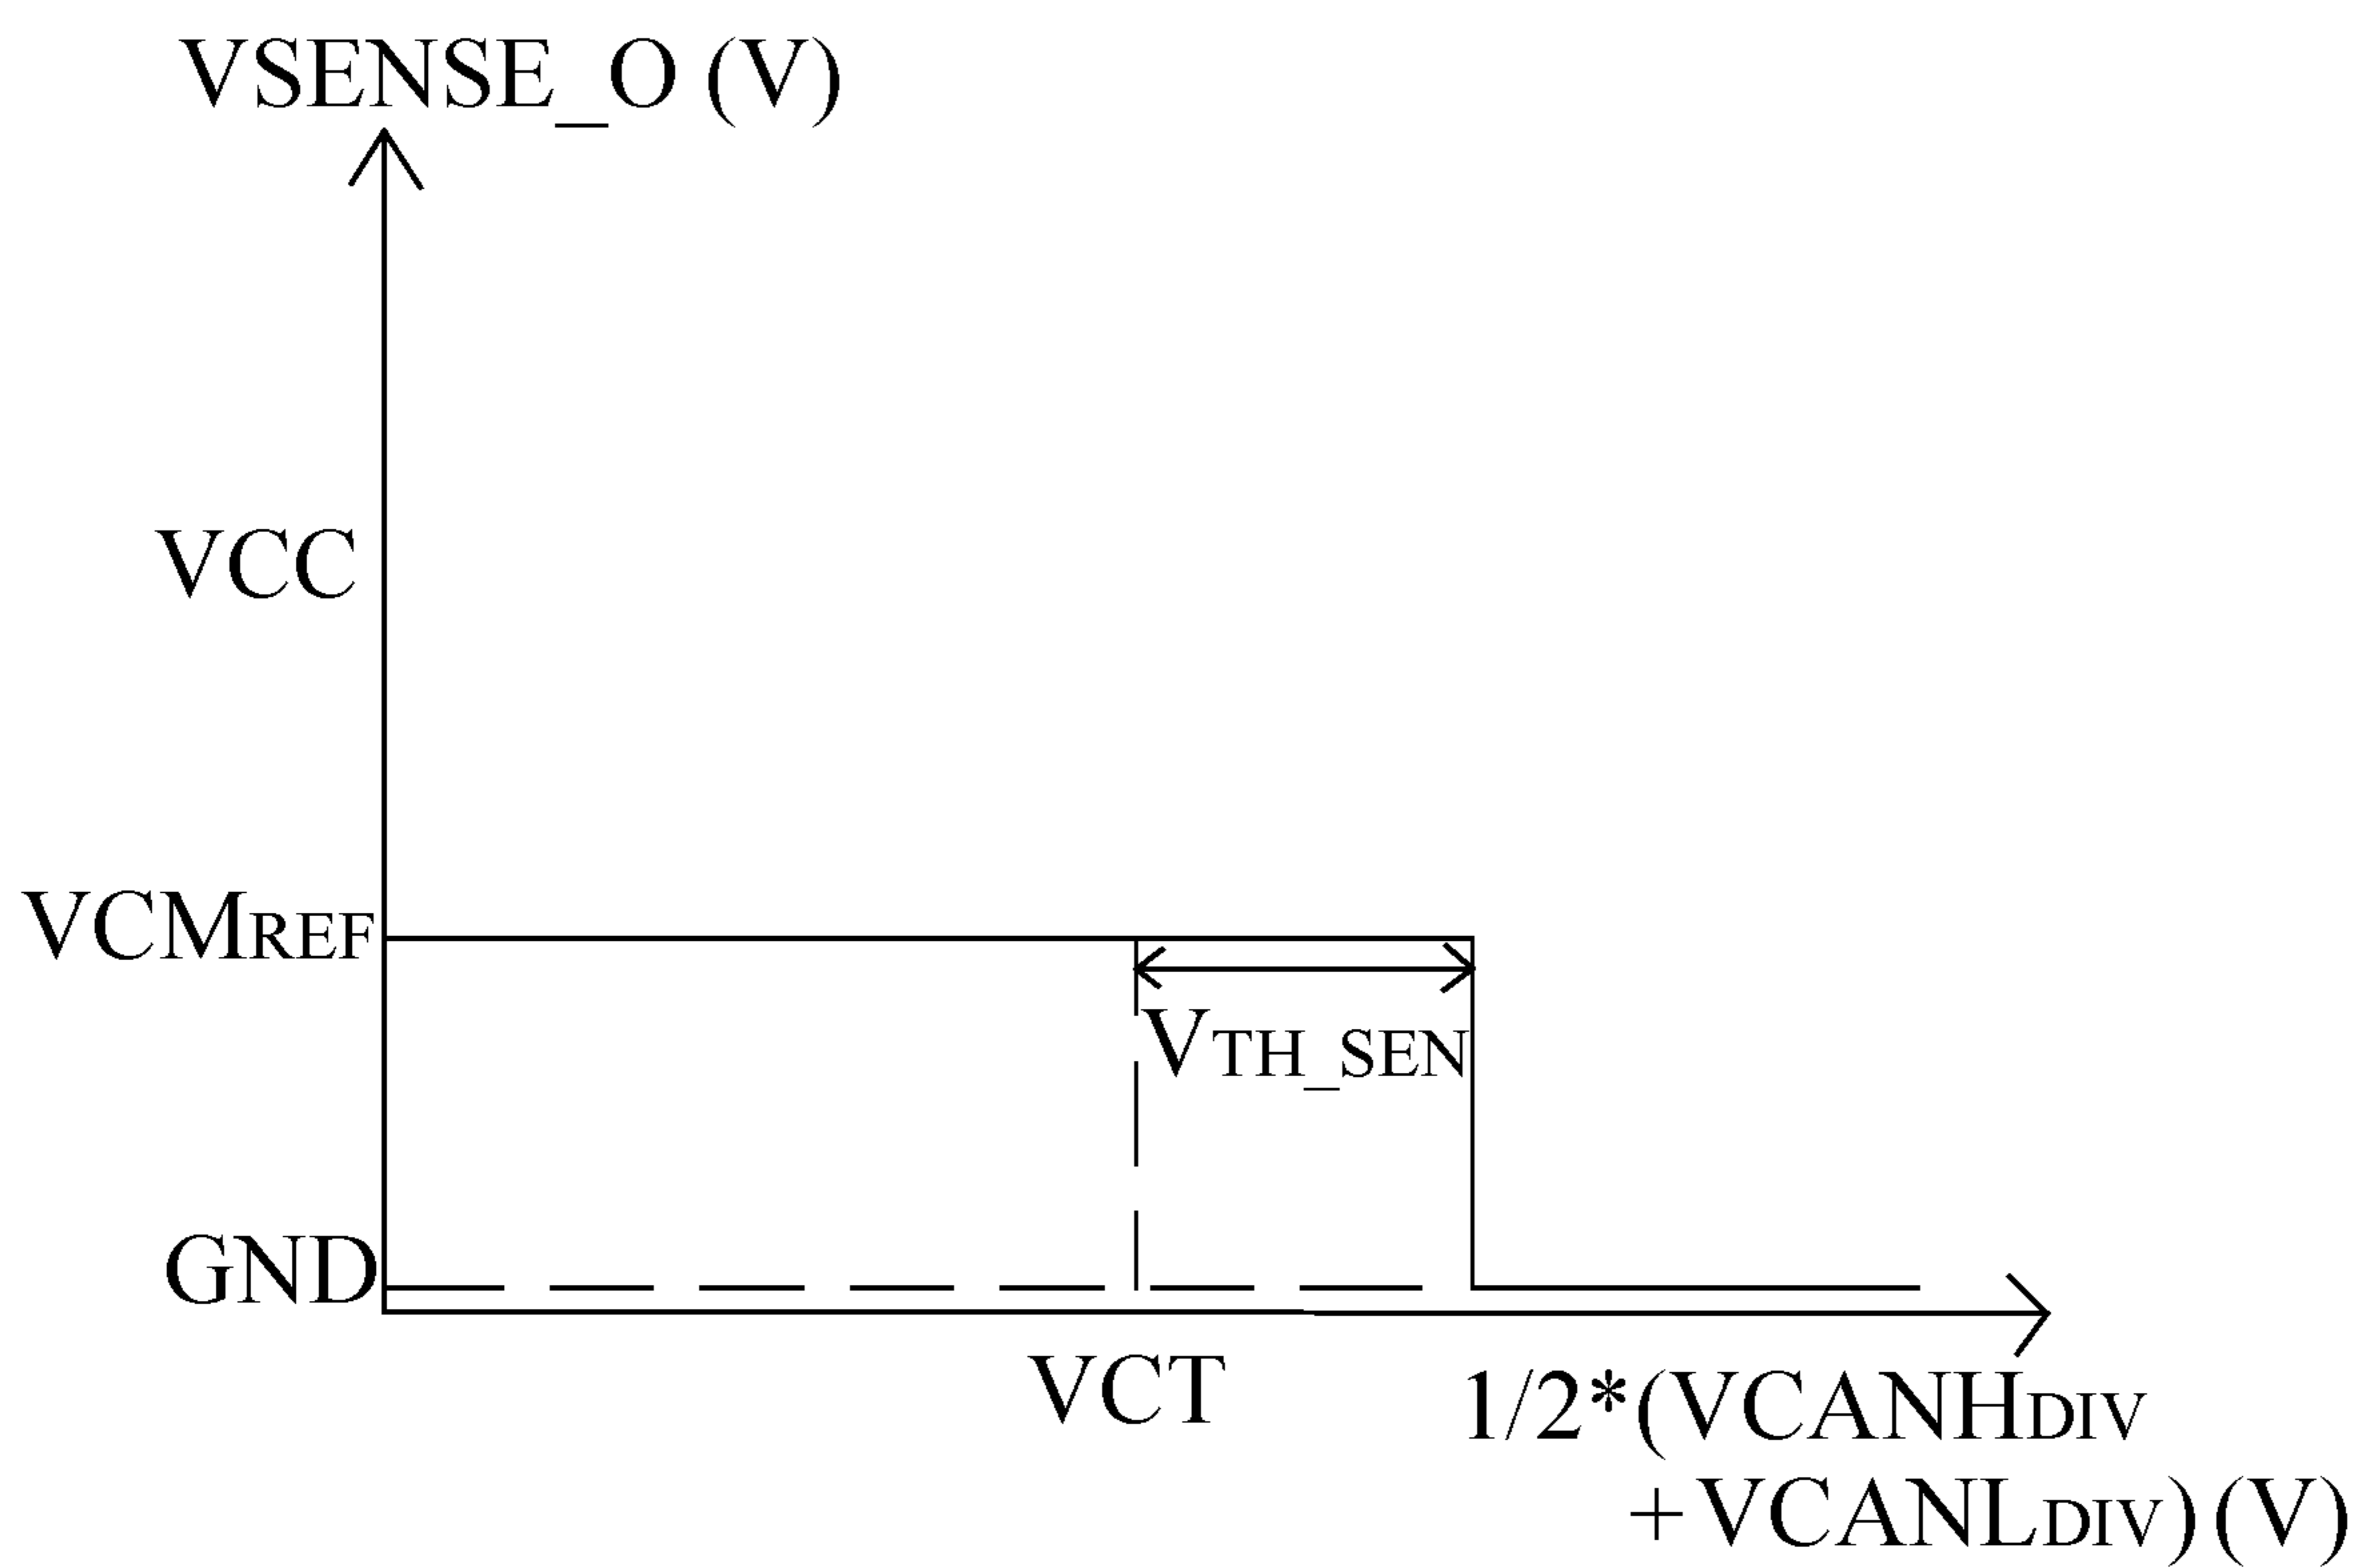 VSENSE_O (V)
VCC
VCMREF
VTH_SEN
GND
VCT
1/2*(VCANHDIV
+VCANLDIV) (V)